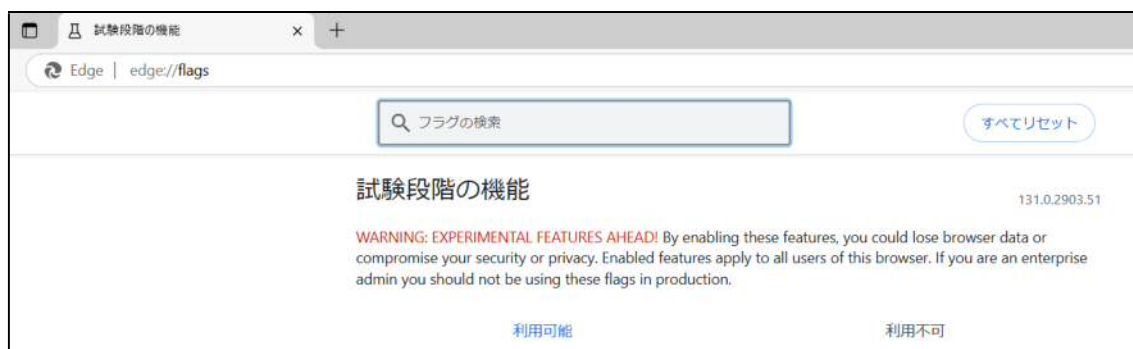 試験段階の機能
Edge | edge://flags
フラグの検索
すべてリセット
試験段階の機能
131.0.2903.51
WARNING: EXPERIMENTAL FEATURES AHEAD! By enabling these features, you could lose browser data or
compromise your security or privacy. Enabled features apply to all users of this browser. If you are an enterprise
admin you should not be using these flags in production.
利用可能
利用不可